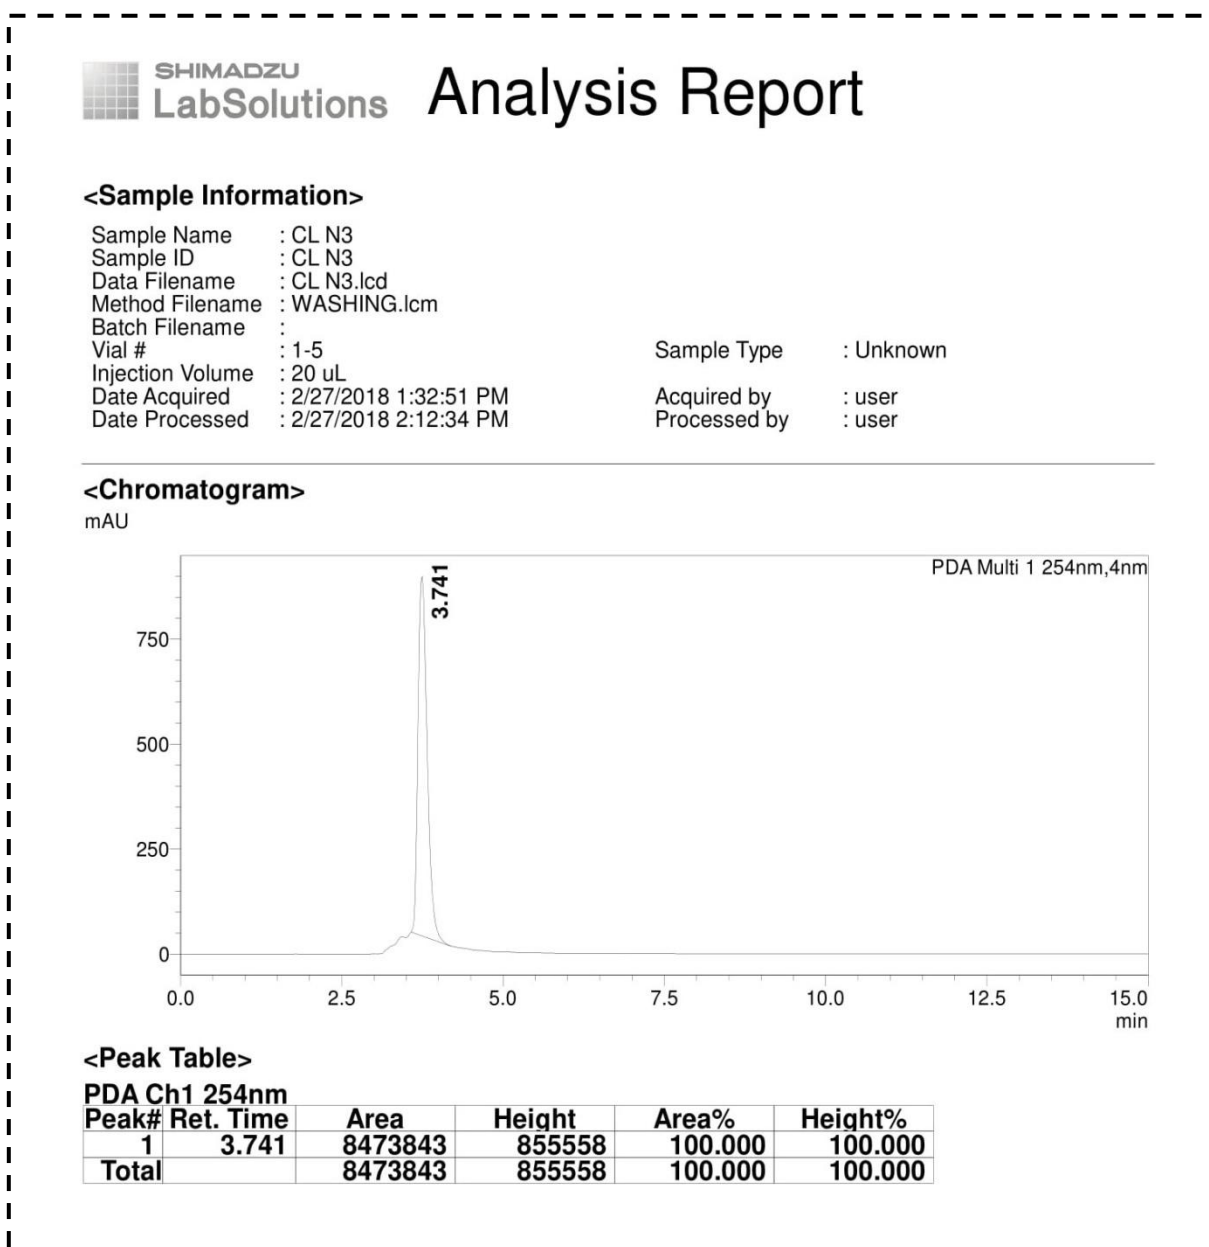 SHIMADZU
LabSolutions Analysis Report
<Sample Information>
Sample Name : CL N3
Sample ID : CL N3
Data Filename : CL N3.lcd
Method Filename : WASHING.lcm
Batch Filename :
Vial # : 1-5 Sample Type : Unknown
Injection Volume : 20 uL
Date Acquired : 2/27/2018 1:32:51 PM Acquired by : user
Date Processed : 2/27/2018 2:12:34 PM Processed by : user
<Chromatogram>
mAU
PDA Multi 1 254nm,4nm
3.741
750
500
250
0
0.0 2.5 5.0 7.5 10.0 12.5 15.0
min
<Peak Table>
PDA Ch1 254nm
Peak# Ret. Time Area Height Area% Height%
1 3.741 8473843 855558 100.000 100.000
Total 8473843 855558 100.000 100.000